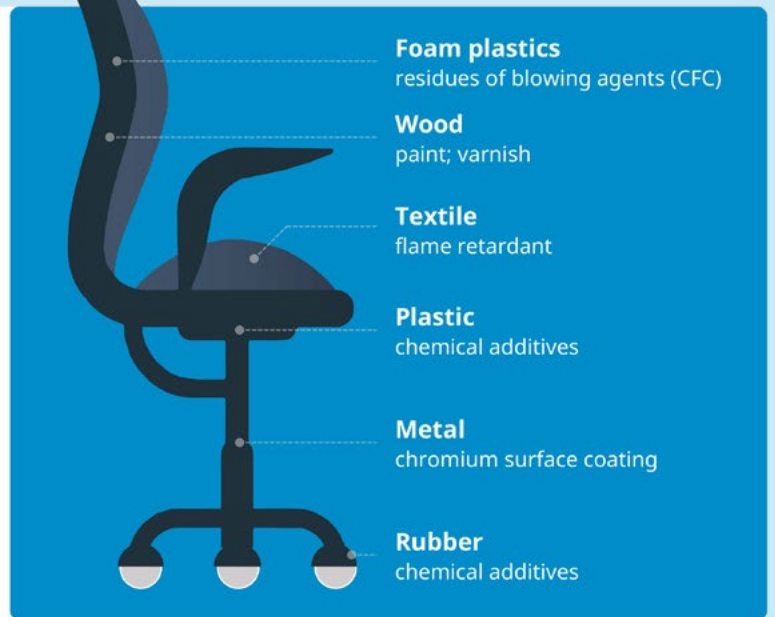 Foam plastics
residues of blowing agents (CFC)
Wood
paint; varnish
Textile
flame retardant
Plastic
chemical additives
Metal
chromium surface coating
Rubber
chemical additives